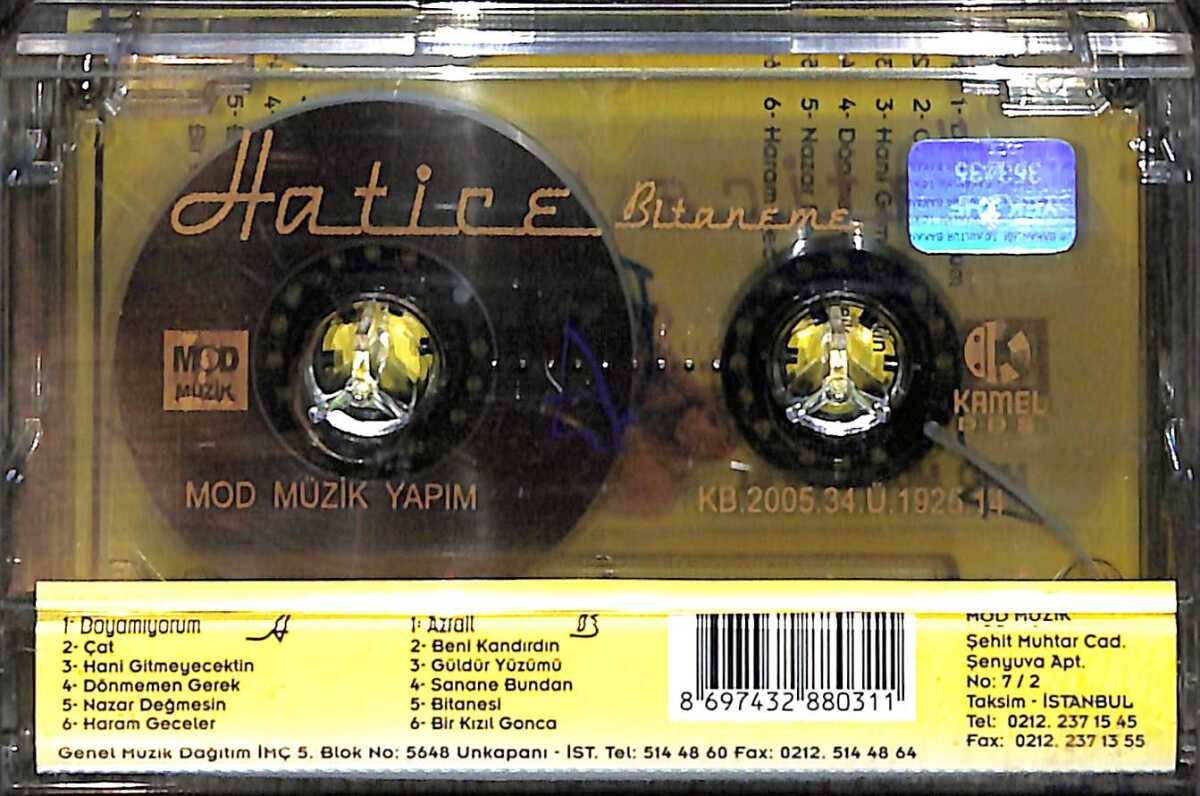 Hatice Bitaneme
MOD
MÜZİK
KAMEL
MOD MÜZİK YAPIM
KB.2005.34.Ü.1925.14
1- Doyamıyorum A
2- Çat
3- Hani Gitmeyecektin
4- Dönmemen Gerek
5- Nazar Değmesin
6- Haram Geceler
1- Azrail B
2- Beni Kandırdın
3- Güldür Yüzümü
4- Sanane Bundan
5- Bitanesi
6- Bir Kızıl Gonca
8 697432 880311
MOD MÜZİK
Şehit Muhtar Cad.
Şenyuva Apt.
No: 7 / 2
Taksim - İSTANBUL
Tel: 0212. 237 15 45
Fax: 0212. 237 13 55
Genel Müzik Dağıtım İMÇ 5. Blok No: 5648 Unkapanı - İST. Tel: 514 48 60 Fax: 0212. 514 48 64